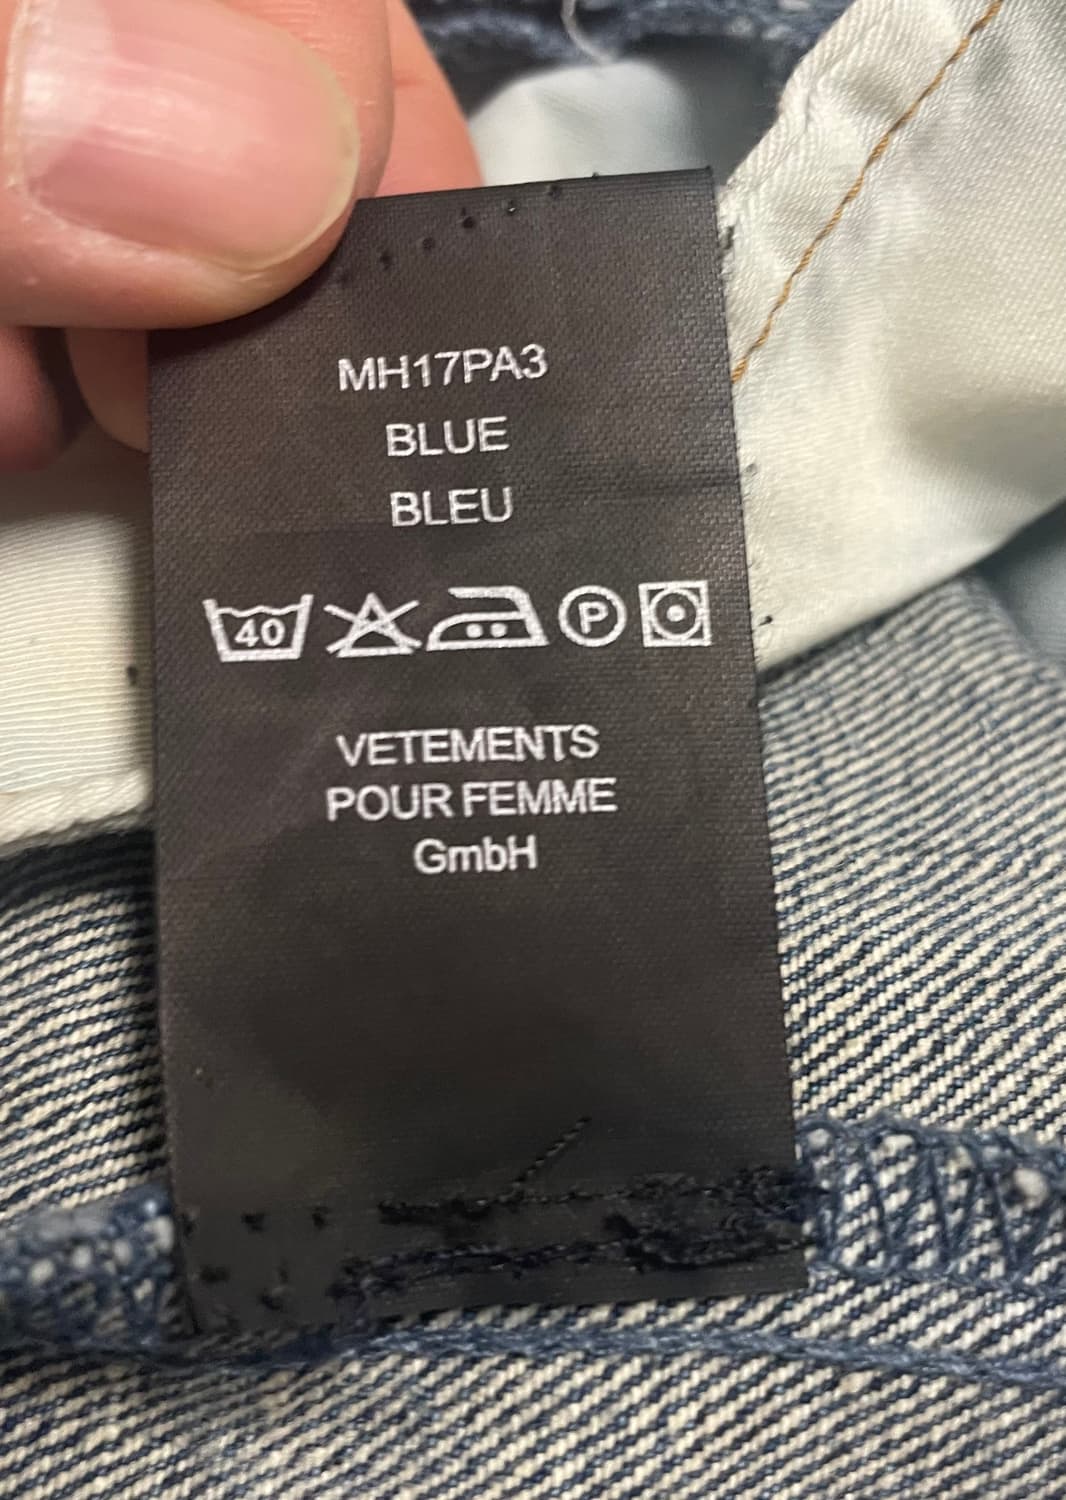 MH17PA3
BLUE
BLEU
40 P
VETEMENTS
POUR FEMME
GmbH